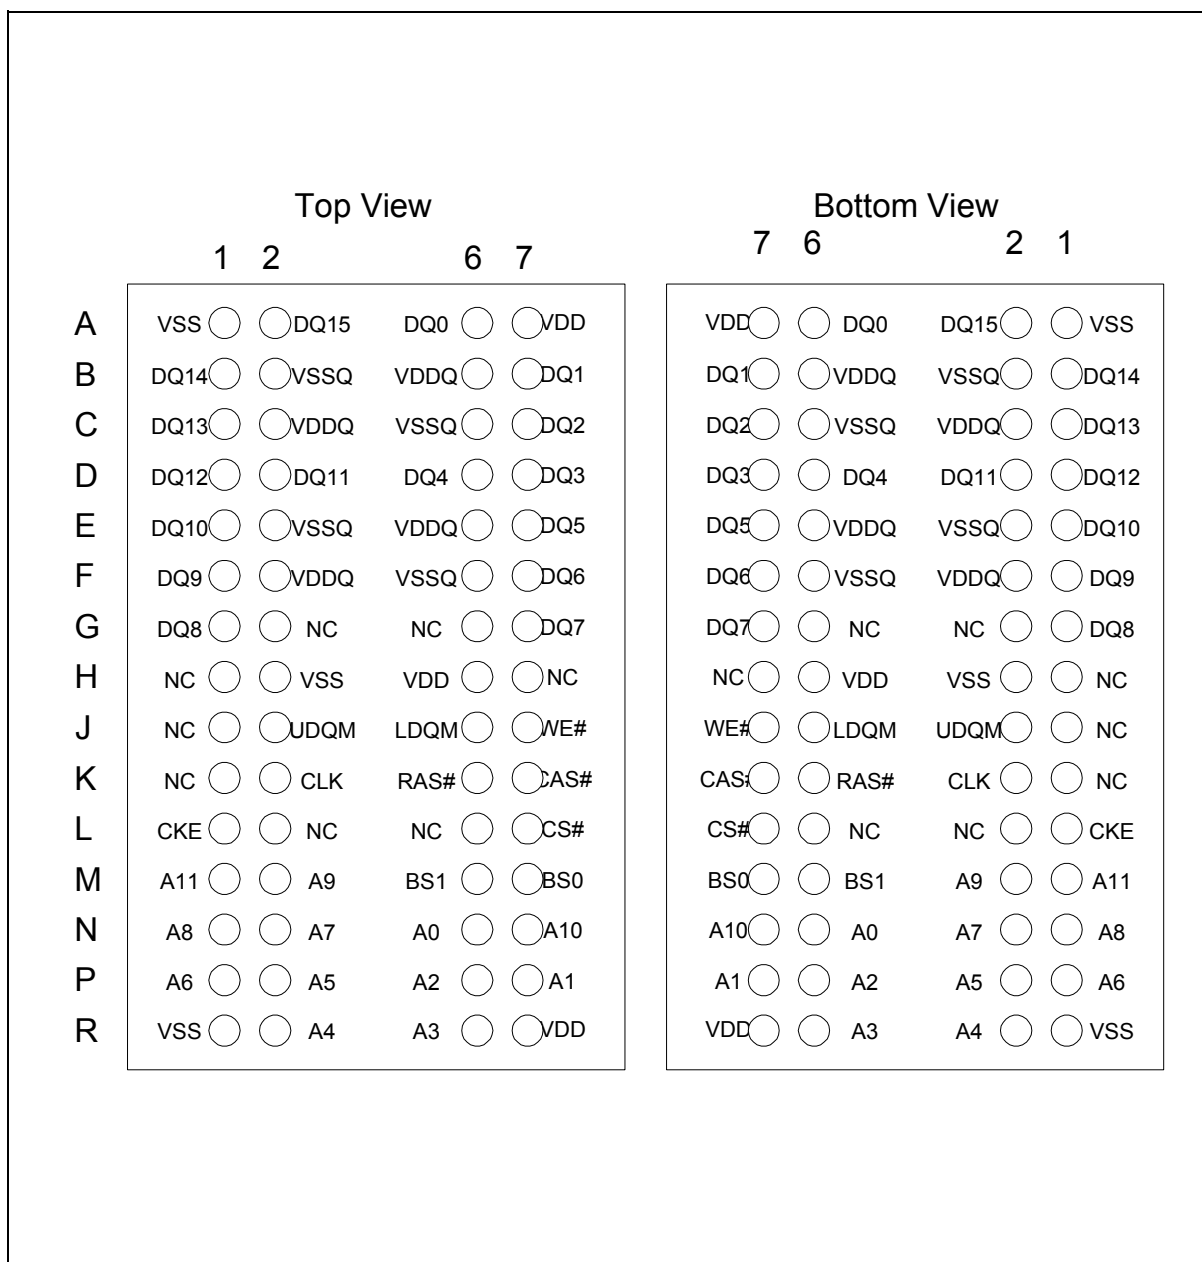 Top View Bottom View
1 2 6 7 7 6 2 1
A VSS DQ15 DQ0 VDD VDD DQ0 DQ15 VSS
B DQ14 VSSQ VDDQ DQ1 DQ1 VDDQ VSSQ DQ14
C DQ13 VDDQ VSSQ DQ2 DQ2 VSSQ VDDQ DQ13
D DQ12 DQ11 DQ4 DQ3 DQ3 DQ4 DQ11 DQ12
E DQ10 VSSQ VDDQ DQ5 DQ5 VDDQ VSSQ DQ10
F DQ9 VDDQ VSSQ DQ6 DQ6 VSSQ VDDQ DQ9
G DQ8 NC NC DQ7 DQ7 NC NC DQ8
H NC VSS VDD NC NC VDD VSS NC
J NC UDQM LDQM WE# WE# LDQM UDQM NC
K NC CLK RAS# CAS# CAS# RAS# CLK NC
L CKE NC NC CS# CS# NC NC CKE
M A11 A9 BS1 BS0 BS0 BS1 A9 A11
N A8 A7 A0 A10 A10 A0 A7 A8
P A6 A5 A2 A1 A1 A2 A5 A6
R VSS A4 A3 VDD VDD A3 A4 VSS